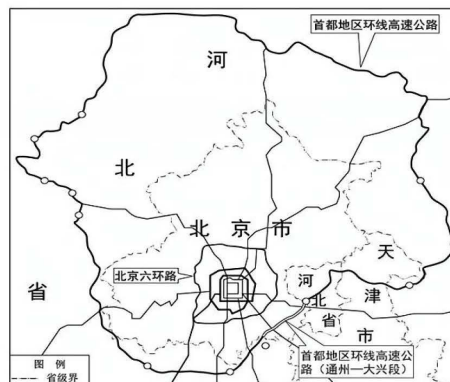 首都地区环线高速公路
河
北
北京市
北京六环路
省
河
北
省
天
津
市
首都地区环线高速公
路（通州—大兴段）
图 例
省级界